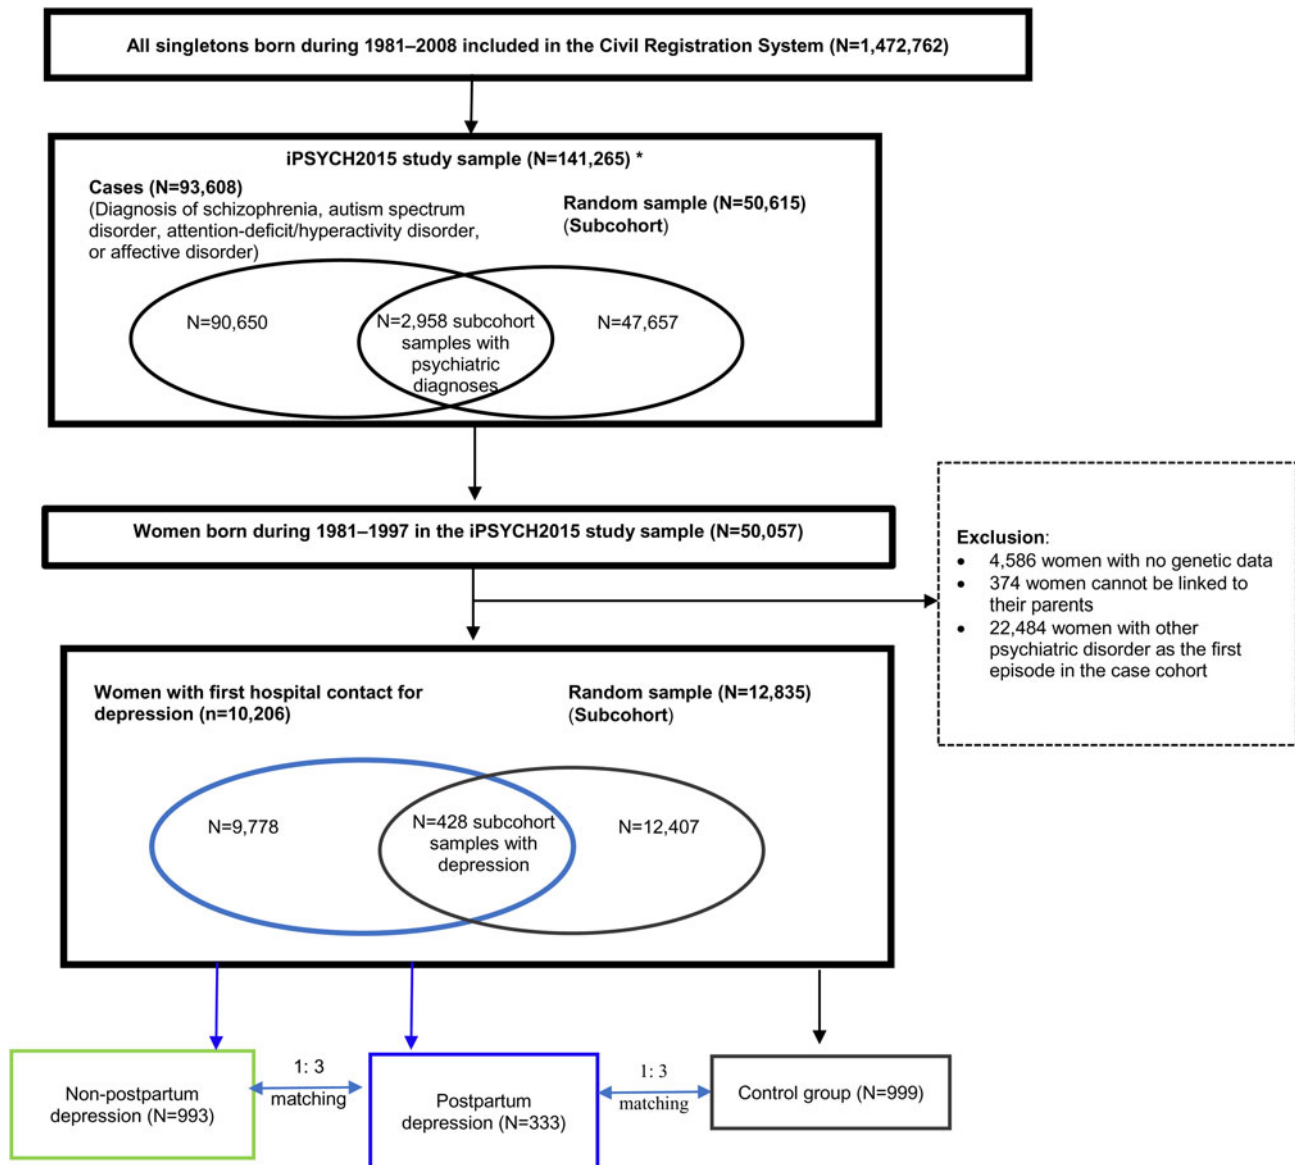 All singletons born during 1981–2008 included in the Civil Registration System (N=1,472,762)
iPSYCH2015 study sample (N=141,265) *
Cases (N=93,608)
(Diagnosis of schizophrenia, autism spectrum
disorder, attention-deficit/hyperactivity disorder,
or affective disorder)
Random sample (N=50,615)
(Subcohort)
N=90,650
N=2,958 subcohort
samples with
psychiatric
diagnoses
N=47,657
Women born during 1981–1997 in the iPSYCH2015 study sample (N=50,057)
Exclusion:
• 4,586 women with no genetic data
• 374 women cannot be linked to
their parents
• 22,484 women with other
psychiatric disorder as the first
episode in the case cohort
Women with first hospital contact for
depression (n=10,206)
Random sample (N=12,835)
(Subcohort)
N=9,778
N=428 subcohort
samples with
depression
N=12,407
Non-postpartum
depression (N=993)
1: 3
matching
Postpartum
depression (N=333)
1: 3
matching
Control group (N=999)